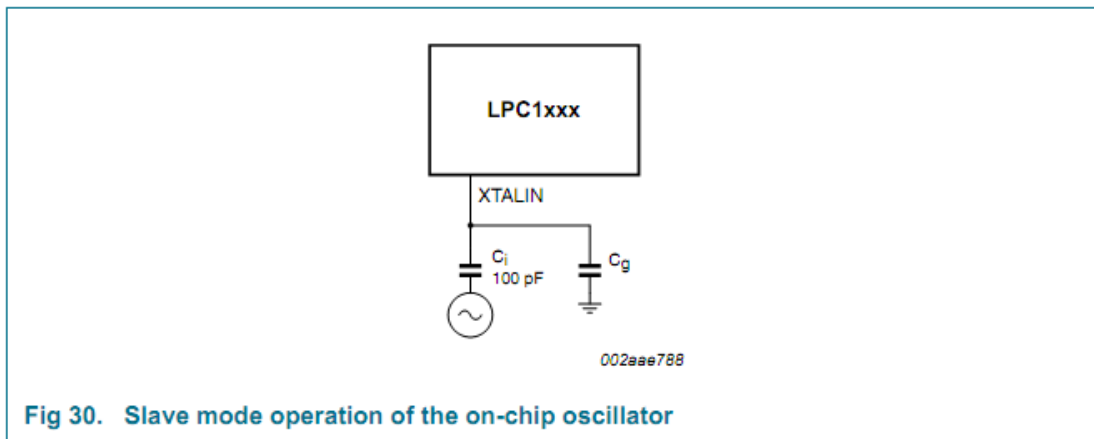 LPC1xxx
XTALIN
Ci
100 pF
Cg
002aae788
Fig 30. Slave mode operation of the on-chip oscillator